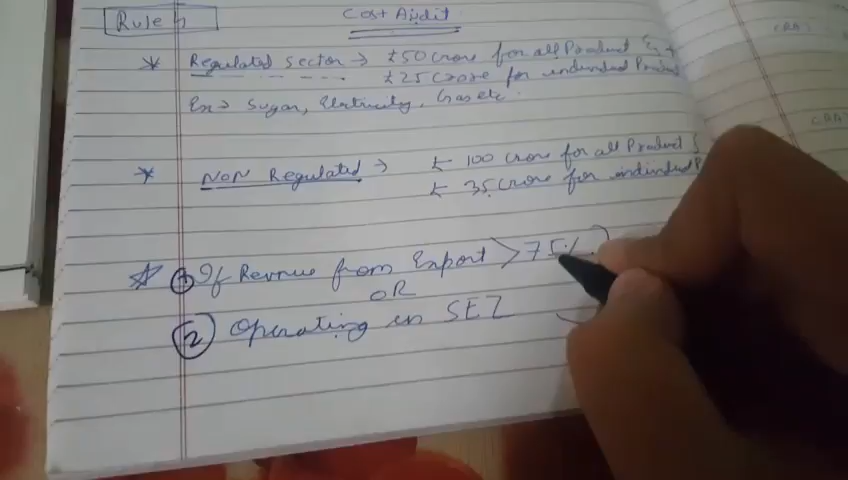 Rule 4
Cost Audit
* Regulated sector → ₹50 crore for all Product &
₹25 crore for individual Product
Ex → Sugar, Electricity, Gas etc.
* NON Regulated → ₹ 100 crore for all Product &
₹ 35 crore for individual P
* ① If Revenue from Export > 75%
OR
② Operating in SEZ
(RA
CRA